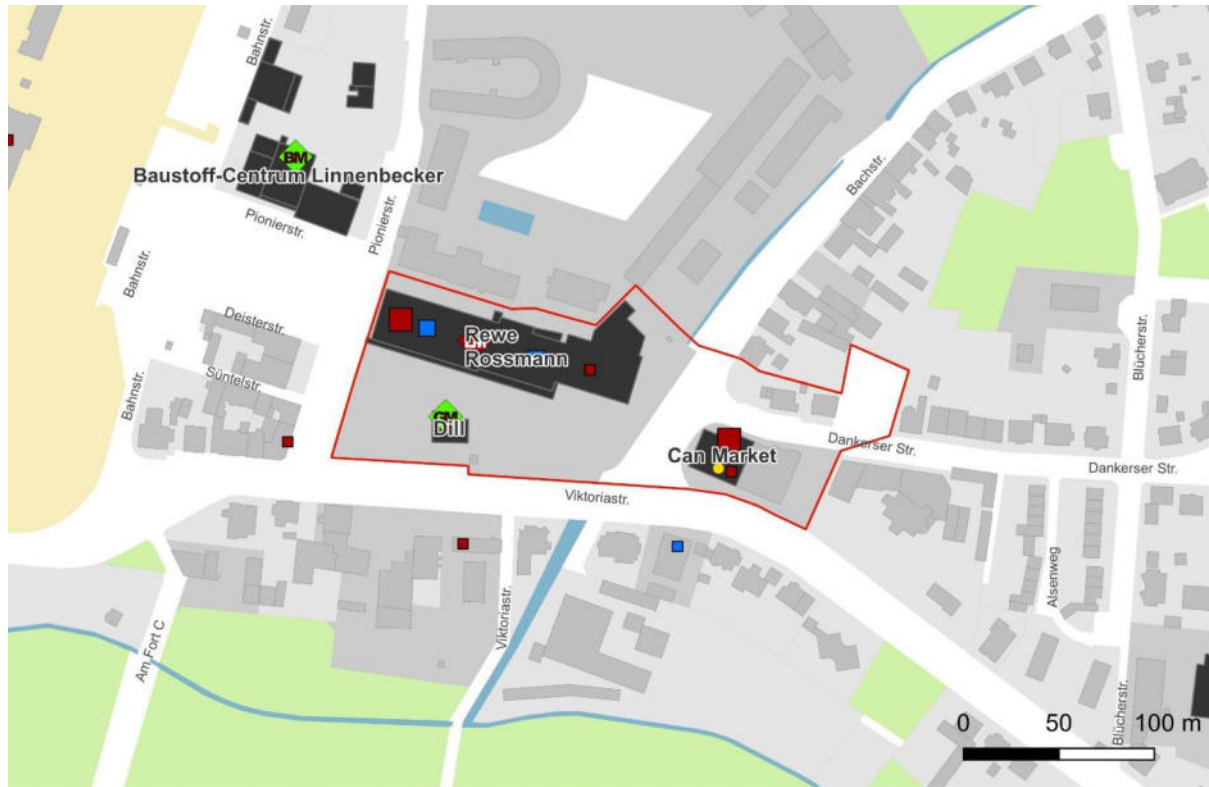 Bahnstr.
BM
Baustoff-Centrum Linnenbecker
Pionierstr.
Pionierstr.
Bachstr.
Bahnstr.
Deisterstr.
Süntelstr.
Bahnstr.
Rewe
Rossmann
GM
Dill
Can Market
Dankerser Str.
Dankerser Str.
Blücherstr.
Viktoriastr.
Viktoriastr.
Am Fort C
Alsenweg
Blücherstr.
0 50 100 m